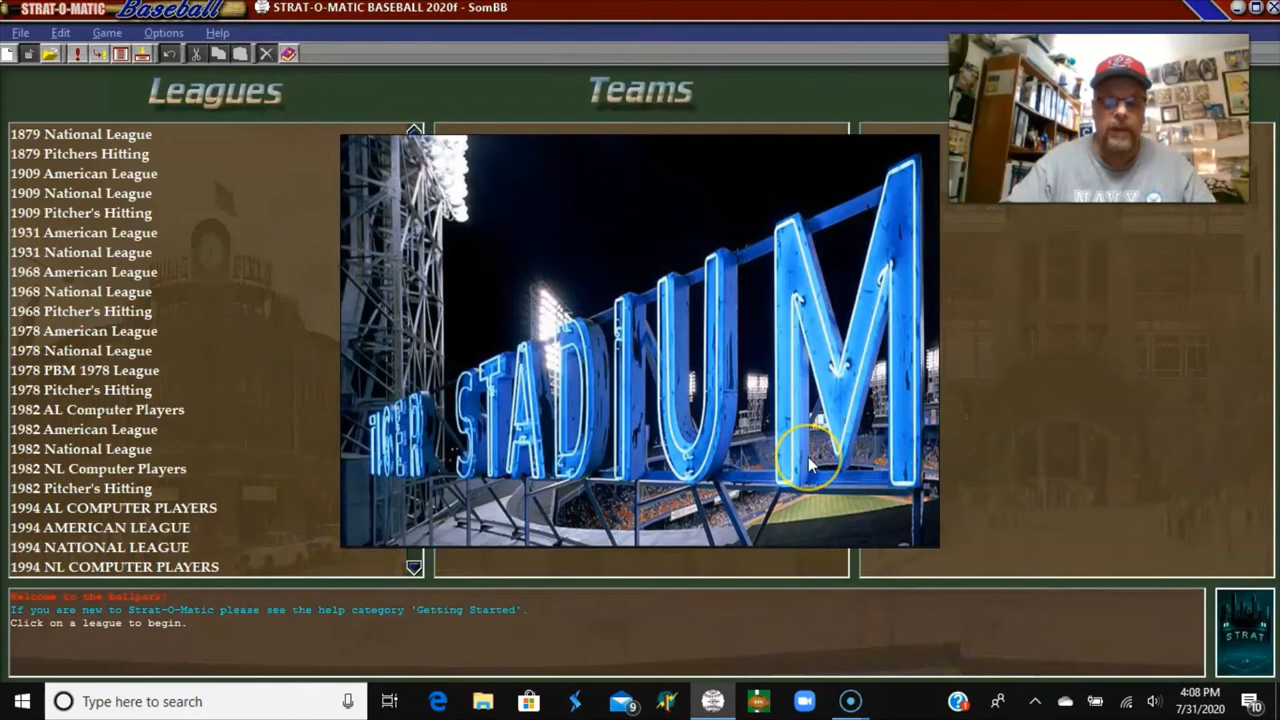 STRAT-O-MATIC Baseball
STRAT-O-MATIC BASEBALL 2020f - SomBB
File Edit Game Options Help
Leagues
Teams
1879 National League
1879 Pitchers Hitting
1909 American League
1909 National League
1909 Pitcher's Hitting
1931 American League
1931 National League
1968 American League
1968 National League
1968 Pitcher's Hitting
1978 American League
1978 National League
1978 PBM 1978 League
1978 Pitcher's Hitting
1982 AL Computer Players
1982 American League
1982 National League
1982 NL Computer Players
1982 Pitcher's Hitting
1994 AL COMPUTER PLAYERS
1994 AMERICAN LEAGUE
1994 NATIONAL LEAGUE
1994 NL COMPUTER PLAYERS
TIGER STADIUM
NAVY
Welcome to the ballpark!
If you are new to Strat-O-Matic please see the help category 'Getting Started'.
Click on a league to begin.
STRAT
Type here to search
9
4:08 PM
7/31/2020
10